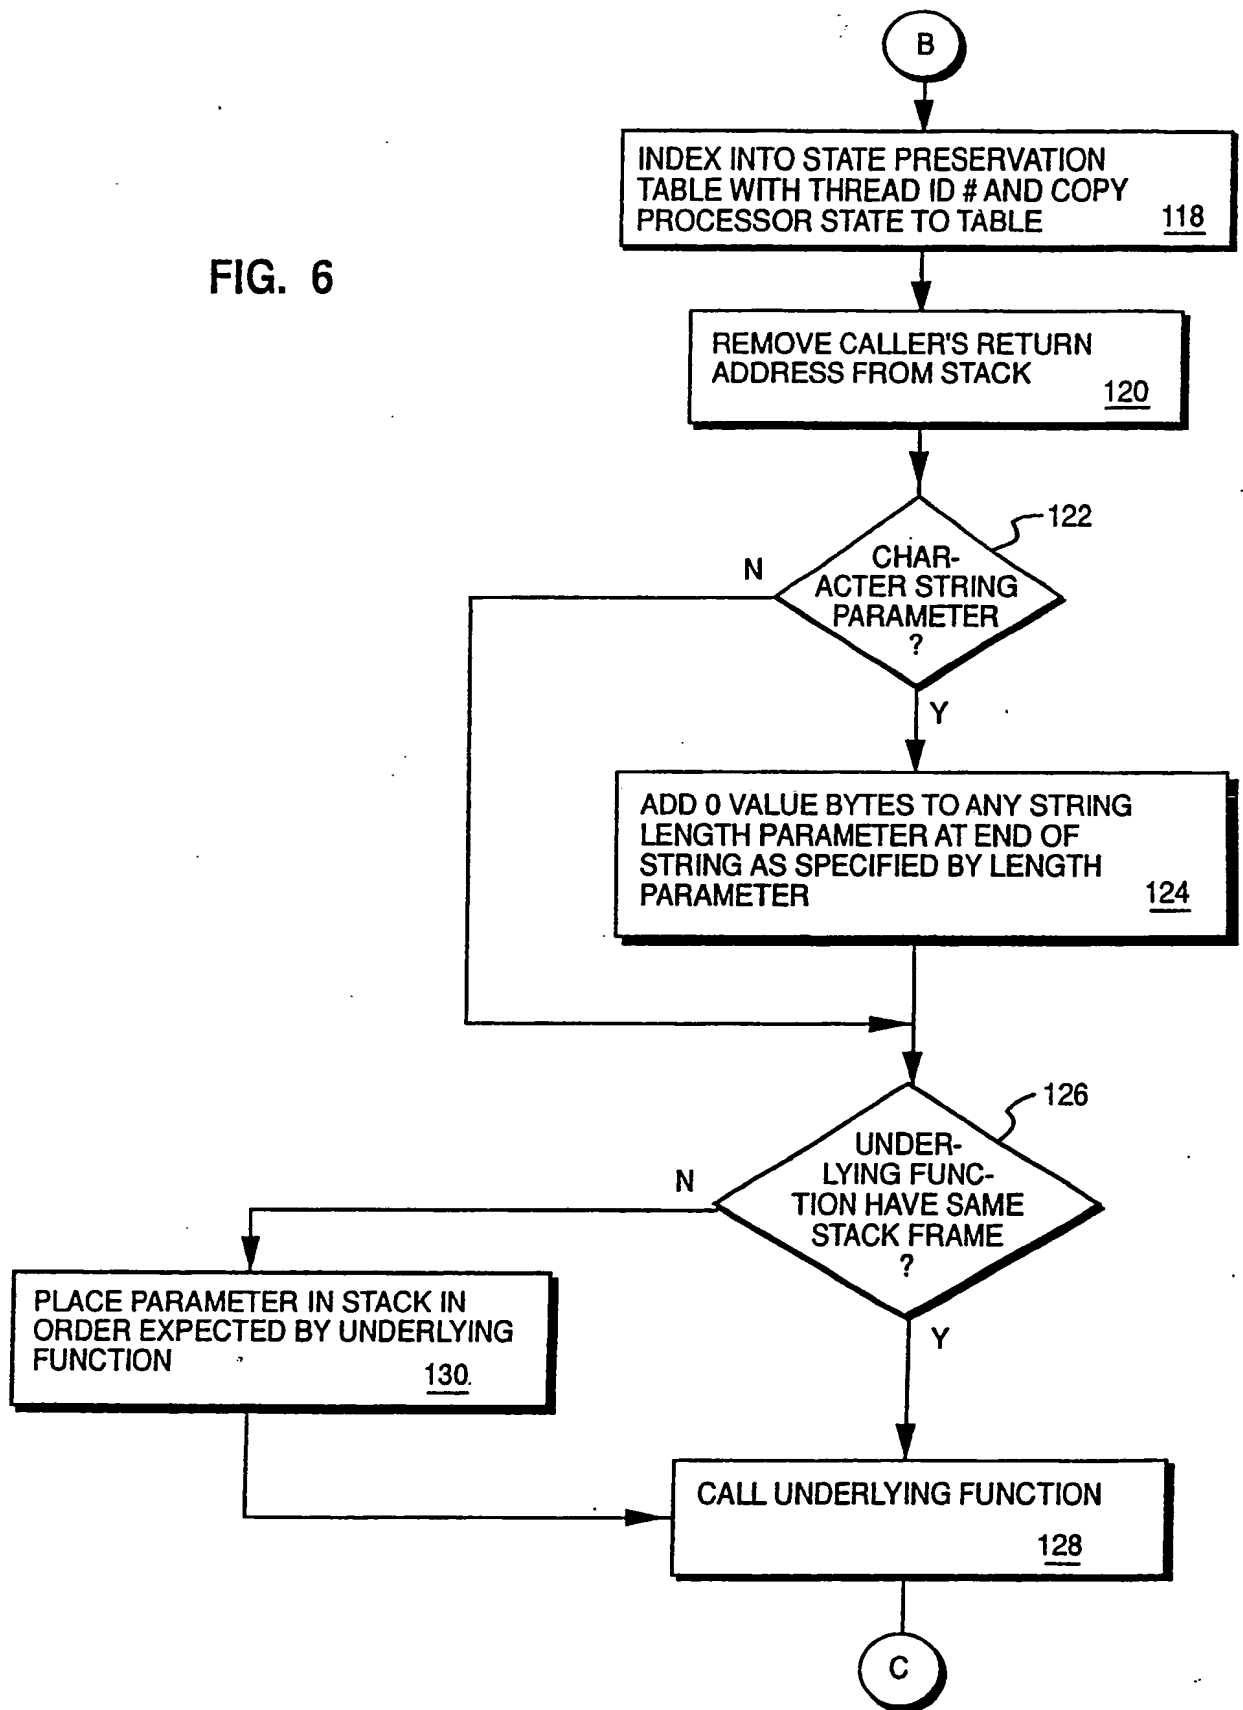 B
INDEX INTO STATE PRESERVATION
TABLE WITH THREAD ID # AND COPY
PROCESSOR STATE TO TABLE
118
FIG. 6
REMOVE CALLER'S RETURN
ADDRESS FROM STACK
120
122
CHAR-
ACTER STRING
PARAMETER
?
N
Y
ADD 0 VALUE BYTES TO ANY STRING
LENGTH PARAMETER AT END OF
STRING AS SPECIFIED BY LENGTH
PARAMETER
124
126
UNDER-
LYING FUNC-
TION HAVE SAME
STACK FRAME
?
N
Y
PLACE PARAMETER IN STACK IN
ORDER EXPECTED BY UNDERLYING
FUNCTION
130
CALL UNDERLYING FUNCTION
128
C